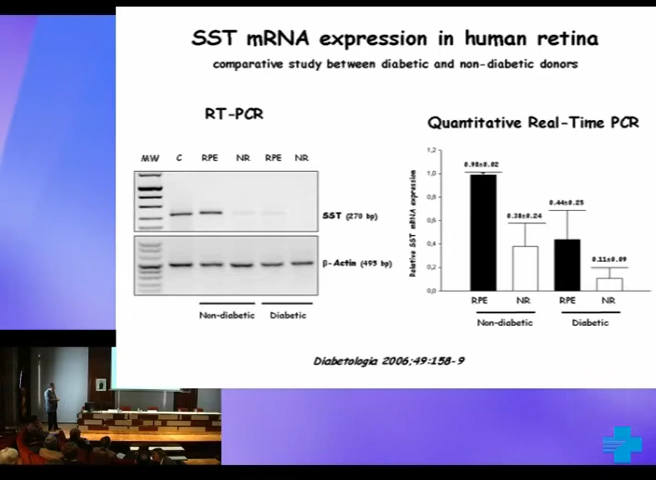 SST mRNA expression in human retina
comparative study between diabetic and non-diabetic donors
RT-PCR
MW C RPE NR RPE NR
SST (270 bp)
β-Actin (495 bp)
Non-diabetic Diabetic
Quantitative Real-Time PCR
Relative SST mRNA expression
1,2
1,0
0,8
0,6
0,4
0,2
0,0
0.98±0.02
0.38±0.24
0.44±0.25
0.11±0.09
RPE NR RPE NR
Non-diabetic Diabetic
Diabetologia 2006;49:158-9